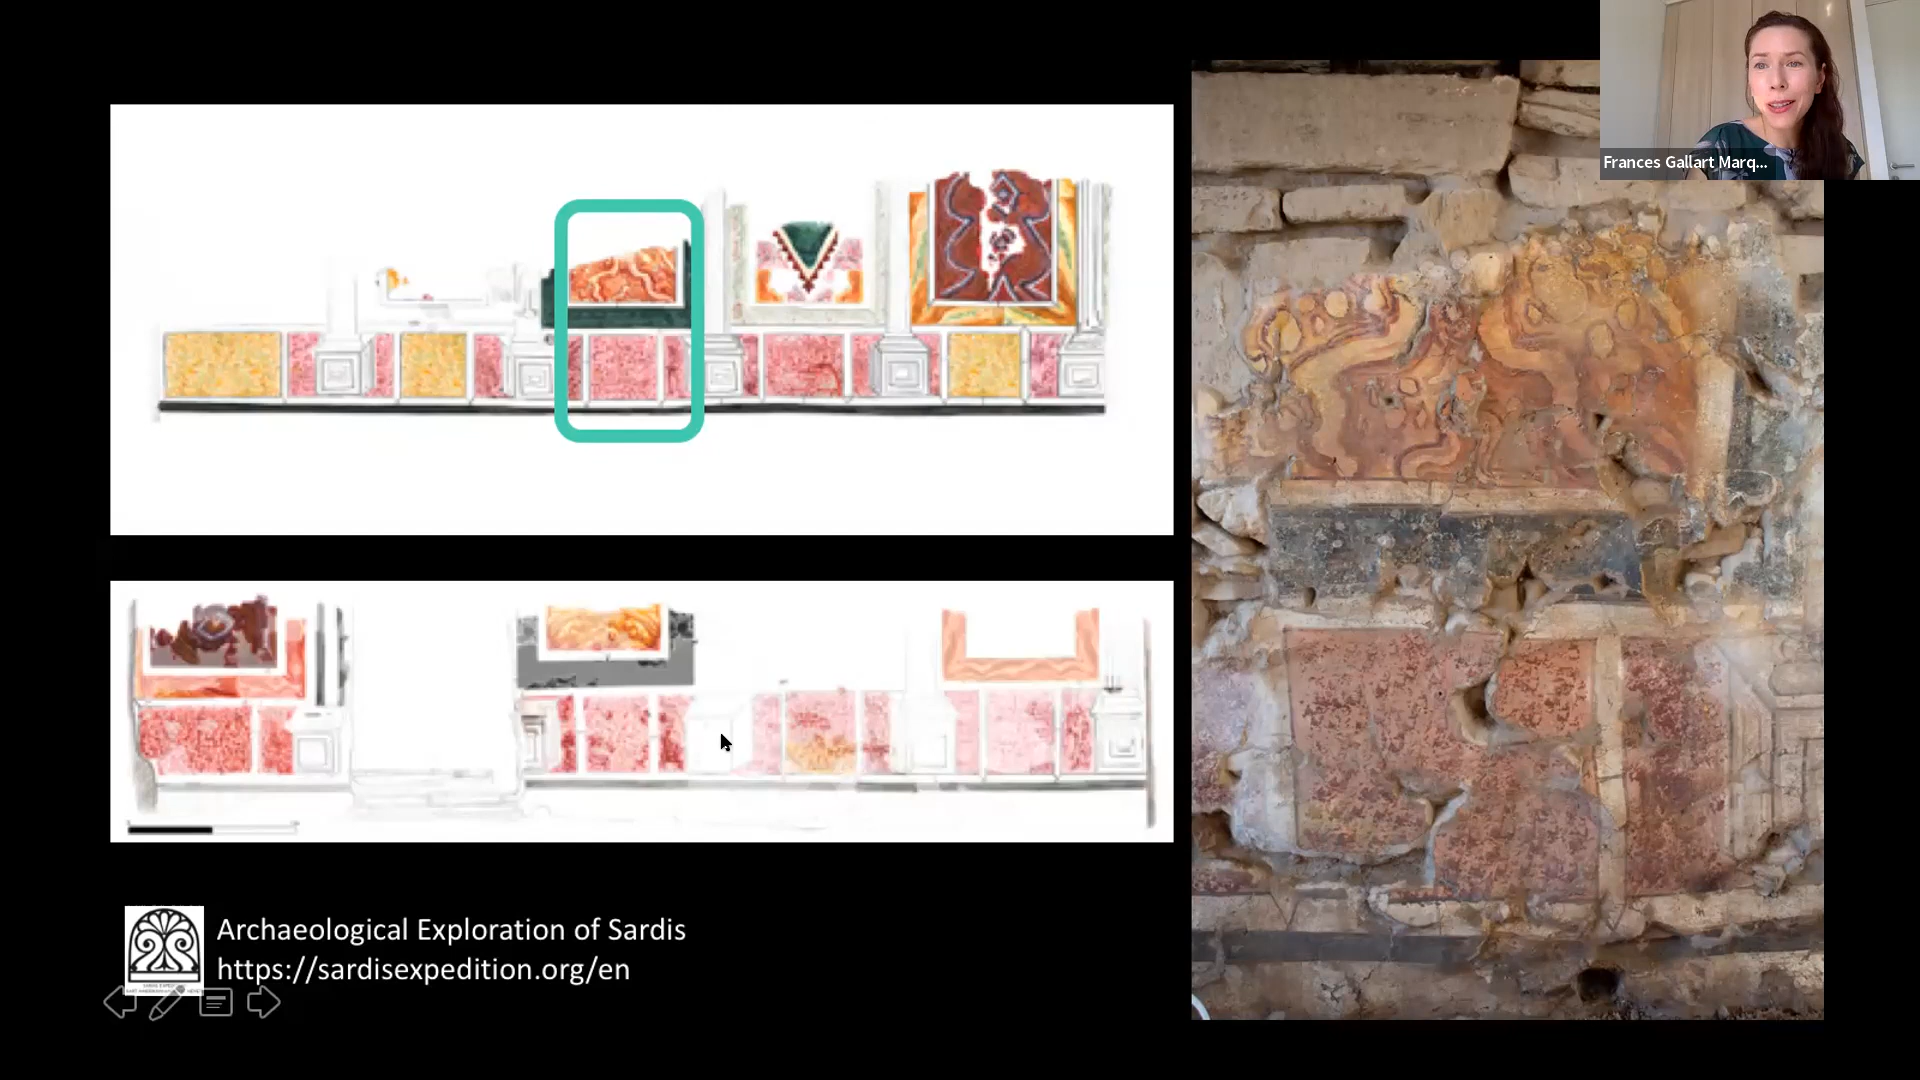 Frances Gallart Marq...
Archaeological Exploration of Sardis
https://sardisexpedition.org/en